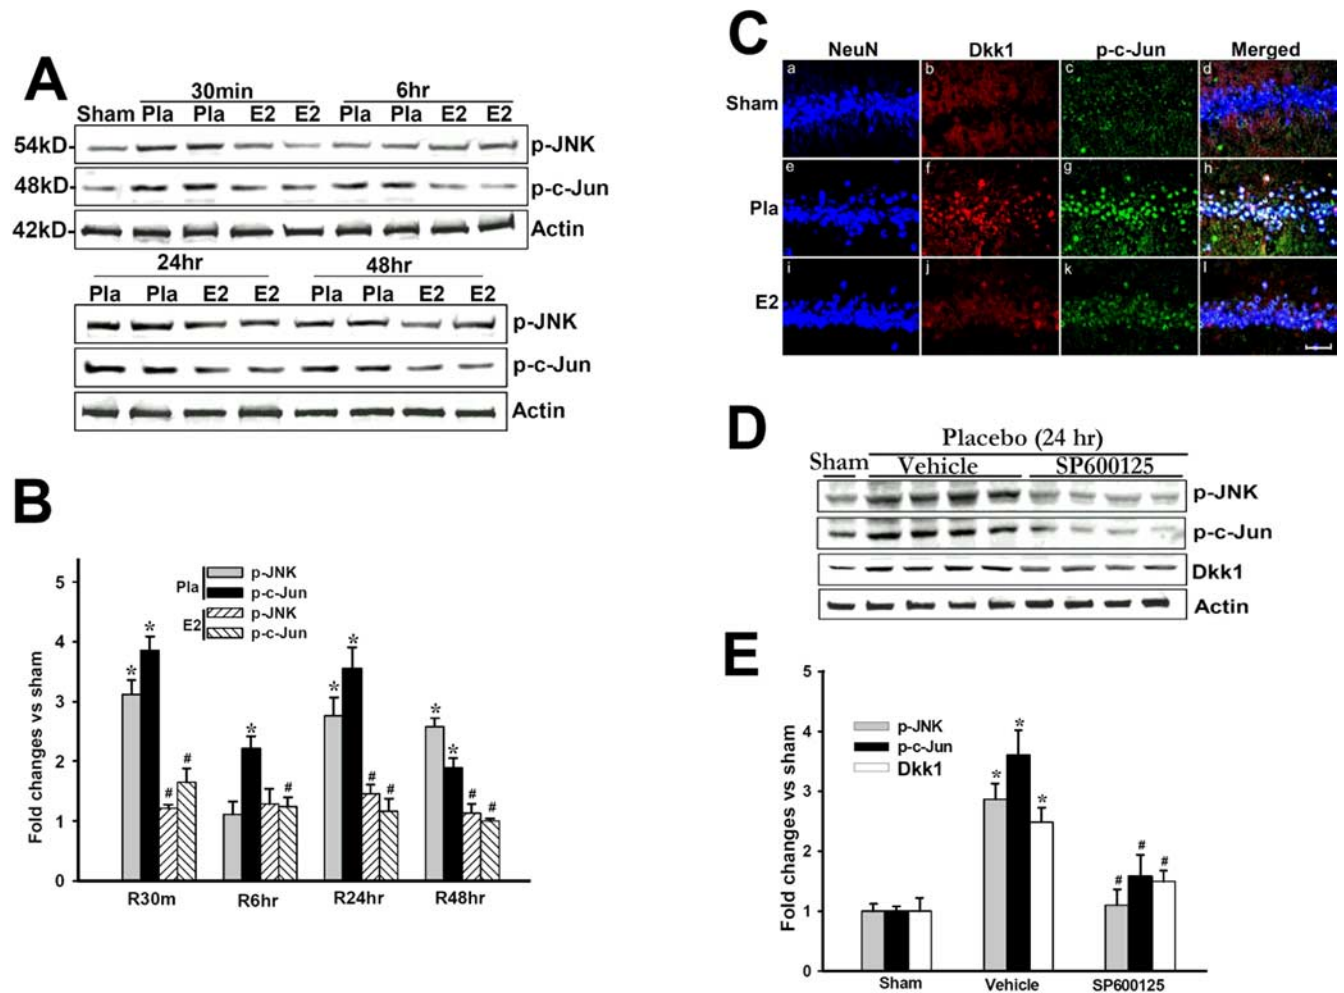 A
30min 6hr
Sham Pla Pla E2 E2 Pla Pla E2 E2
54kD- p-JNK
48kD- p-c-Jun
42kD- Actin
24hr 48hr
Pla Pla E2 E2 Pla Pla E2 E2
p-JNK
p-c-Jun
Actin
B
Fold changes vs sham
5
4
3
2
1
0
Pla p-JNK
p-c-Jun
E2 p-JNK
p-c-Jun
* * # #
* #
* * # #
* * # #
R30m R6hr R24hr R48hr
C
NeuN Dkk1 p-c-Jun Merged
Sham a b c d
Pla e f g h
E2 i j k l
D
Placebo (24 hr)
Sham Vehicle SP600125
p-JNK
p-c-Jun
Dkk1
Actin
E
Fold changes vs sham
5
4
3
2
1
0
p-JNK
p-c-Jun
Dkk1
* * *
# # #
Sham Vehicle SP600125